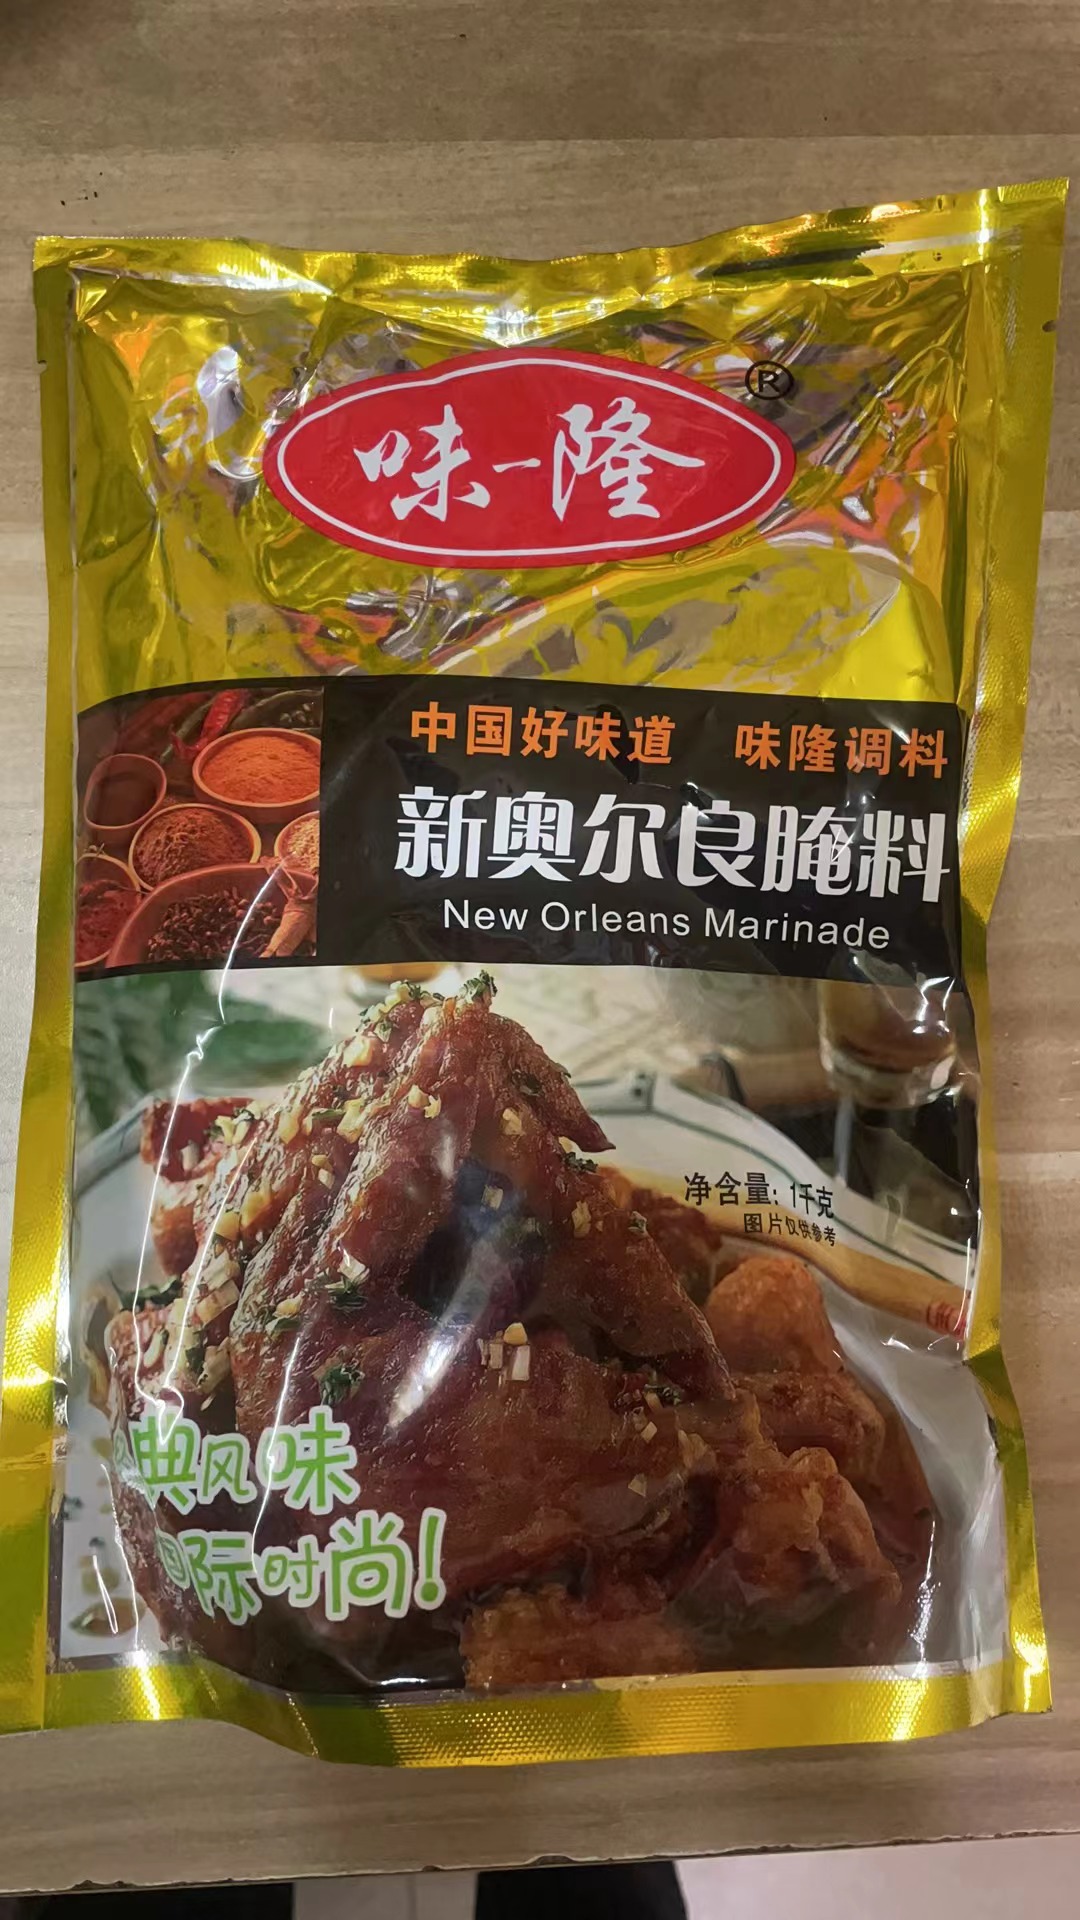 味一隆
®
中国好味道 味隆调料
新奥尔良腌料
New Orleans Marinade
净含量：1千克
图片仅供参考
典风味
国际时尚！